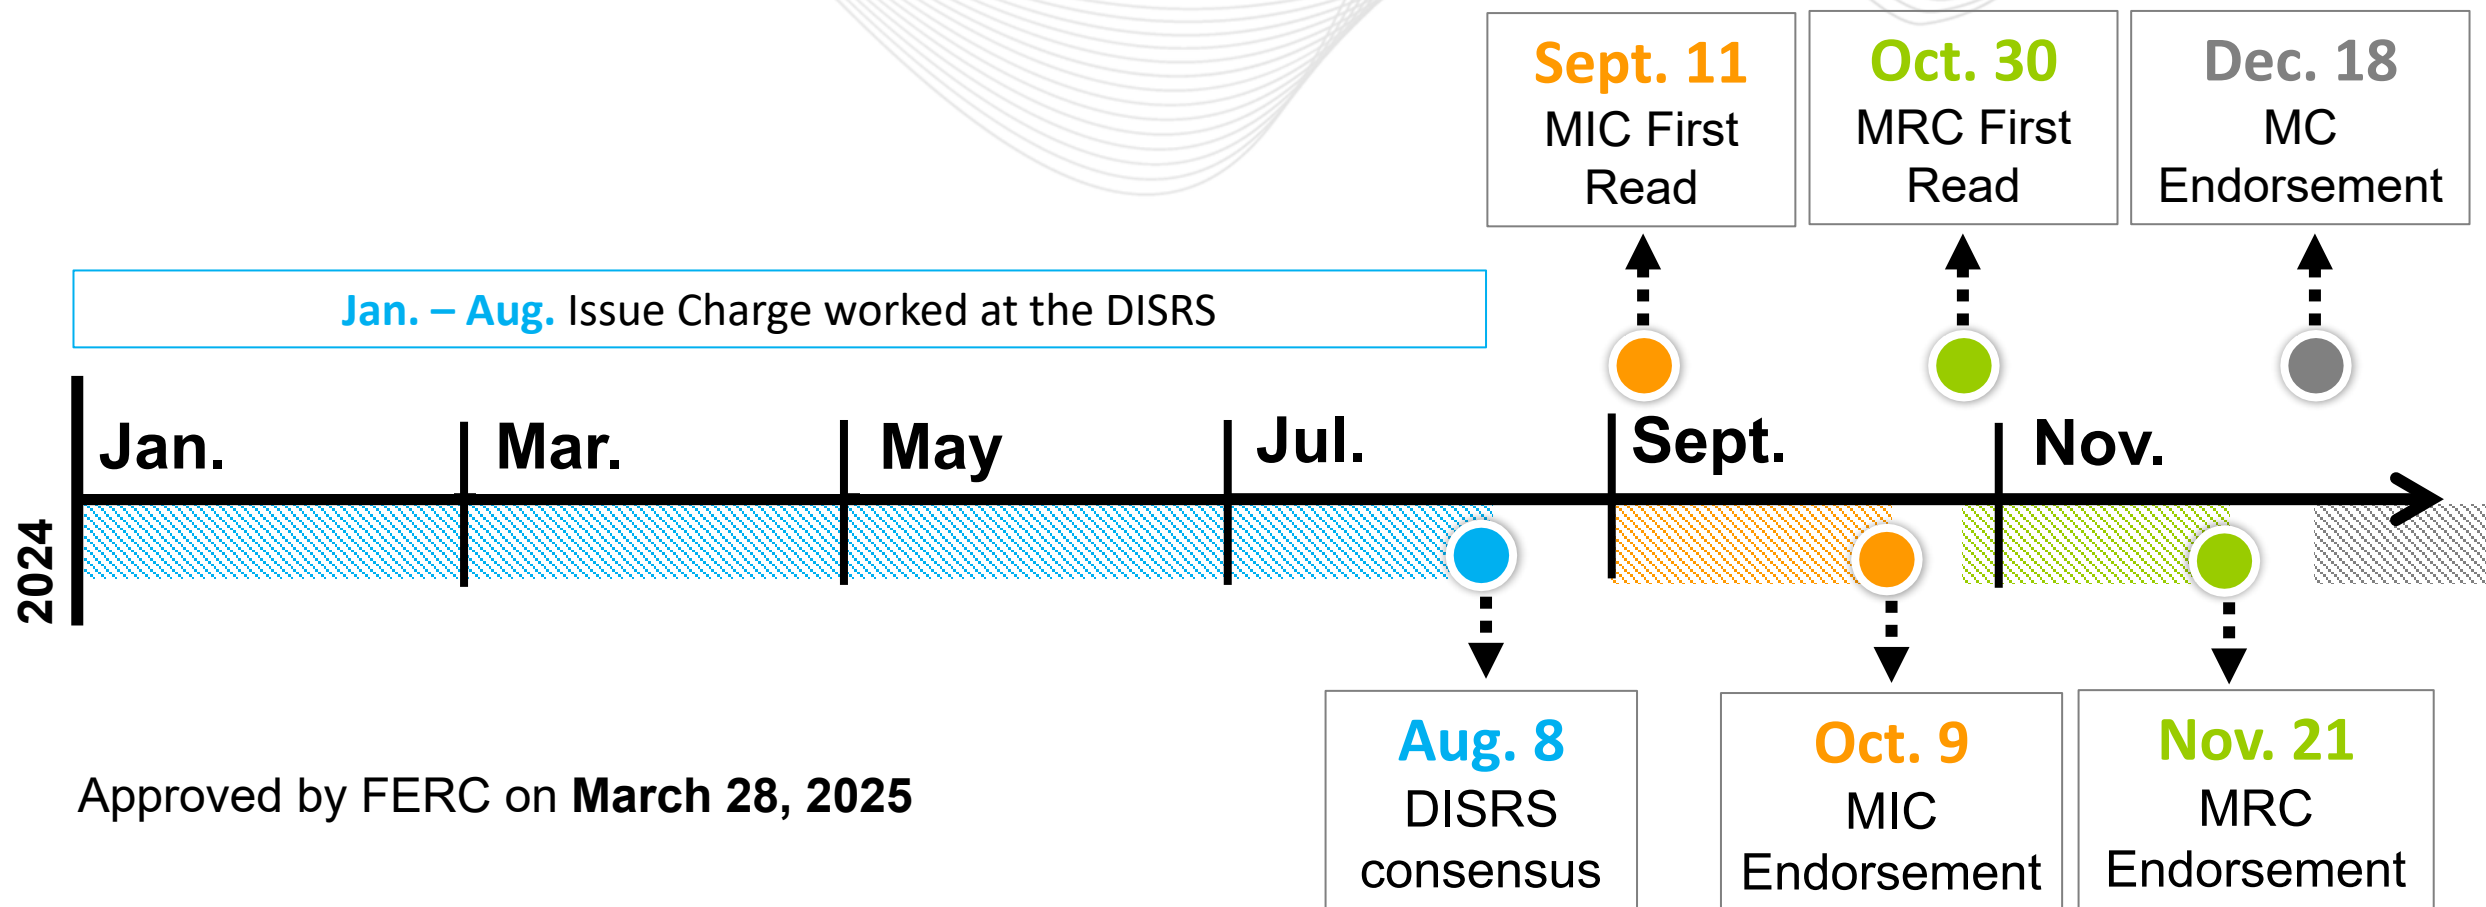 Sept. 11
MIC First
Read
Oct. 30
MRC First
Read
Dec. 18
MC
Endorsement
Jan. – Aug. Issue Charge worked at the DISRS
Jan.
Mar.
May
Jul.
Sept.
Nov.
2024
Aug. 8
DISRS
consensus
Oct. 9
MIC
Endorsement
Nov. 21
MRC
Endorsement
Approved by FERC on March 28, 2025